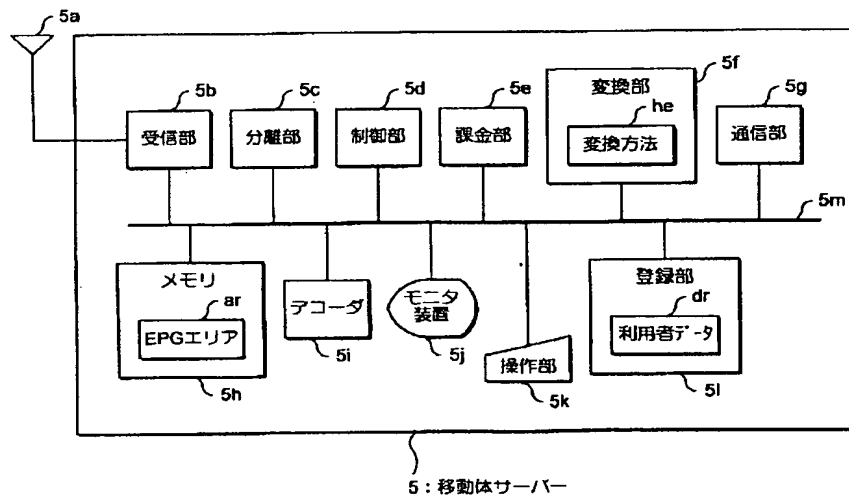 5a
5b
受信部
5c
分離部
5d
制御部
5e
課金部
5f
変換部
he
変換方法
5g
通信部
5m
メモリ
ar
EPGエリア
5h
デコーダ
5i
モニタ
装置
5j
操作部
5k
登録部
dr
利用者データ
5l
5：移動体サーバー